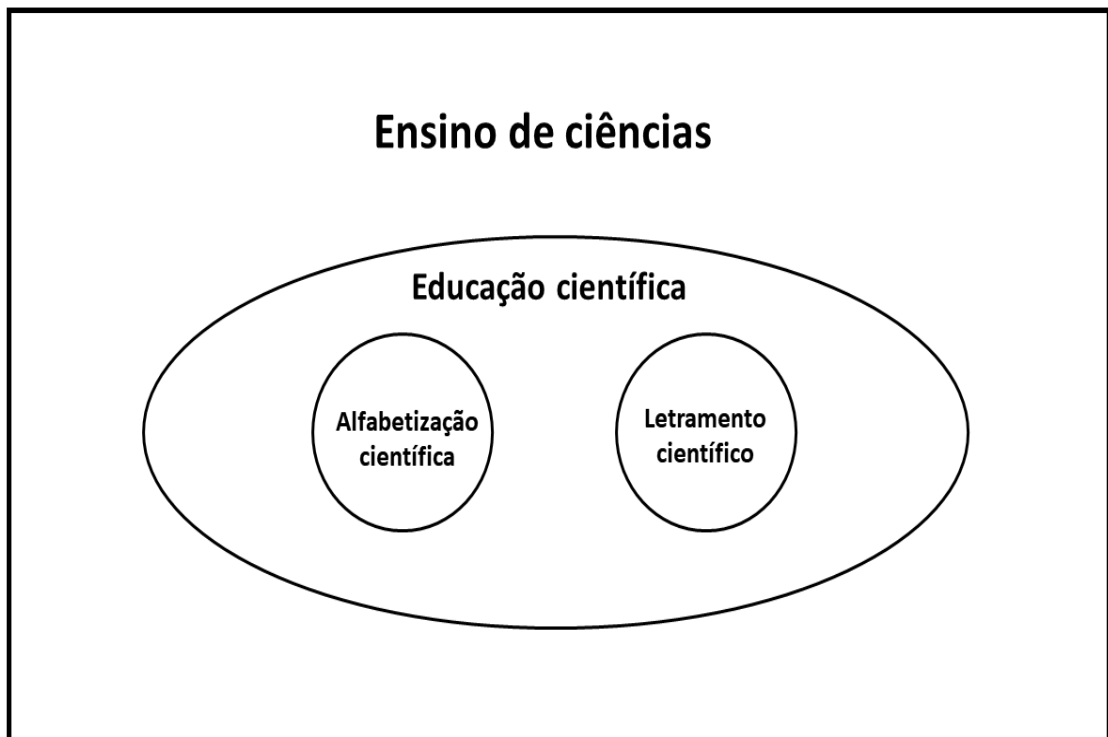 Ensino de ciências
Educação científica
Alfabetização
científica
Letramento
científico